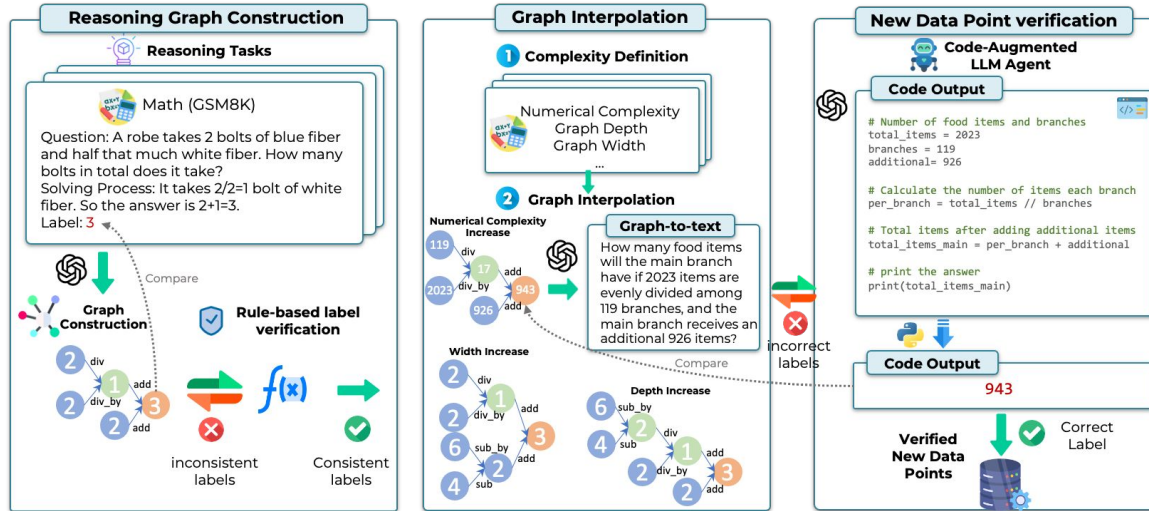 Reasoning Graph Construction
Reasoning Tasks
Math (GSM8K)
Question: A robe takes 2 bolts of blue fiber
and half that much white fiber. How many
bolts in total does it take?
Solving Process: It takes 2/2=1 bolt of white
fiber. So the answer is 2+1=3.
Label: 3
Compare
Graph
Construction
Rule-based label
verification
2
div
1
add
2
div_by
3
2
add
f(x)
inconsistent
labels
Consistent
labels
Graph Interpolation
1 Complexity Definition
Numerical Complexity
Graph Depth
Graph Width
...
2 Graph Interpolation
Numerical Complexity
Increase
119
div
17
add
2023
div_by
943
926
add
Graph-to-text
How many food items
will the main branch
have if 2023 items are
evenly divided among
119 branches, and the
main branch receives an
additional 926 items?
Compare
Width Increase
2
div
1
add
2
div_by
3
6
sub_by
2
add
4
sub
Depth Increase
6
sub_by
2
div
4
sub
1
add
2
div_by
3
2
add
incorrect
labels
New Data Point verification
Code-Augmented
LLM Agent
Code Output
# Number of food items and branches
total_items = 2023
branches = 119
additional= 926
# Calculate the number of items each branch
per_branch = total_items // branches
# Total items after adding additional items
total_items_main = per_branch + additional
# print the answer
print(total_items_main)
Code Output
943
Correct
Label
Verified
New Data
Points